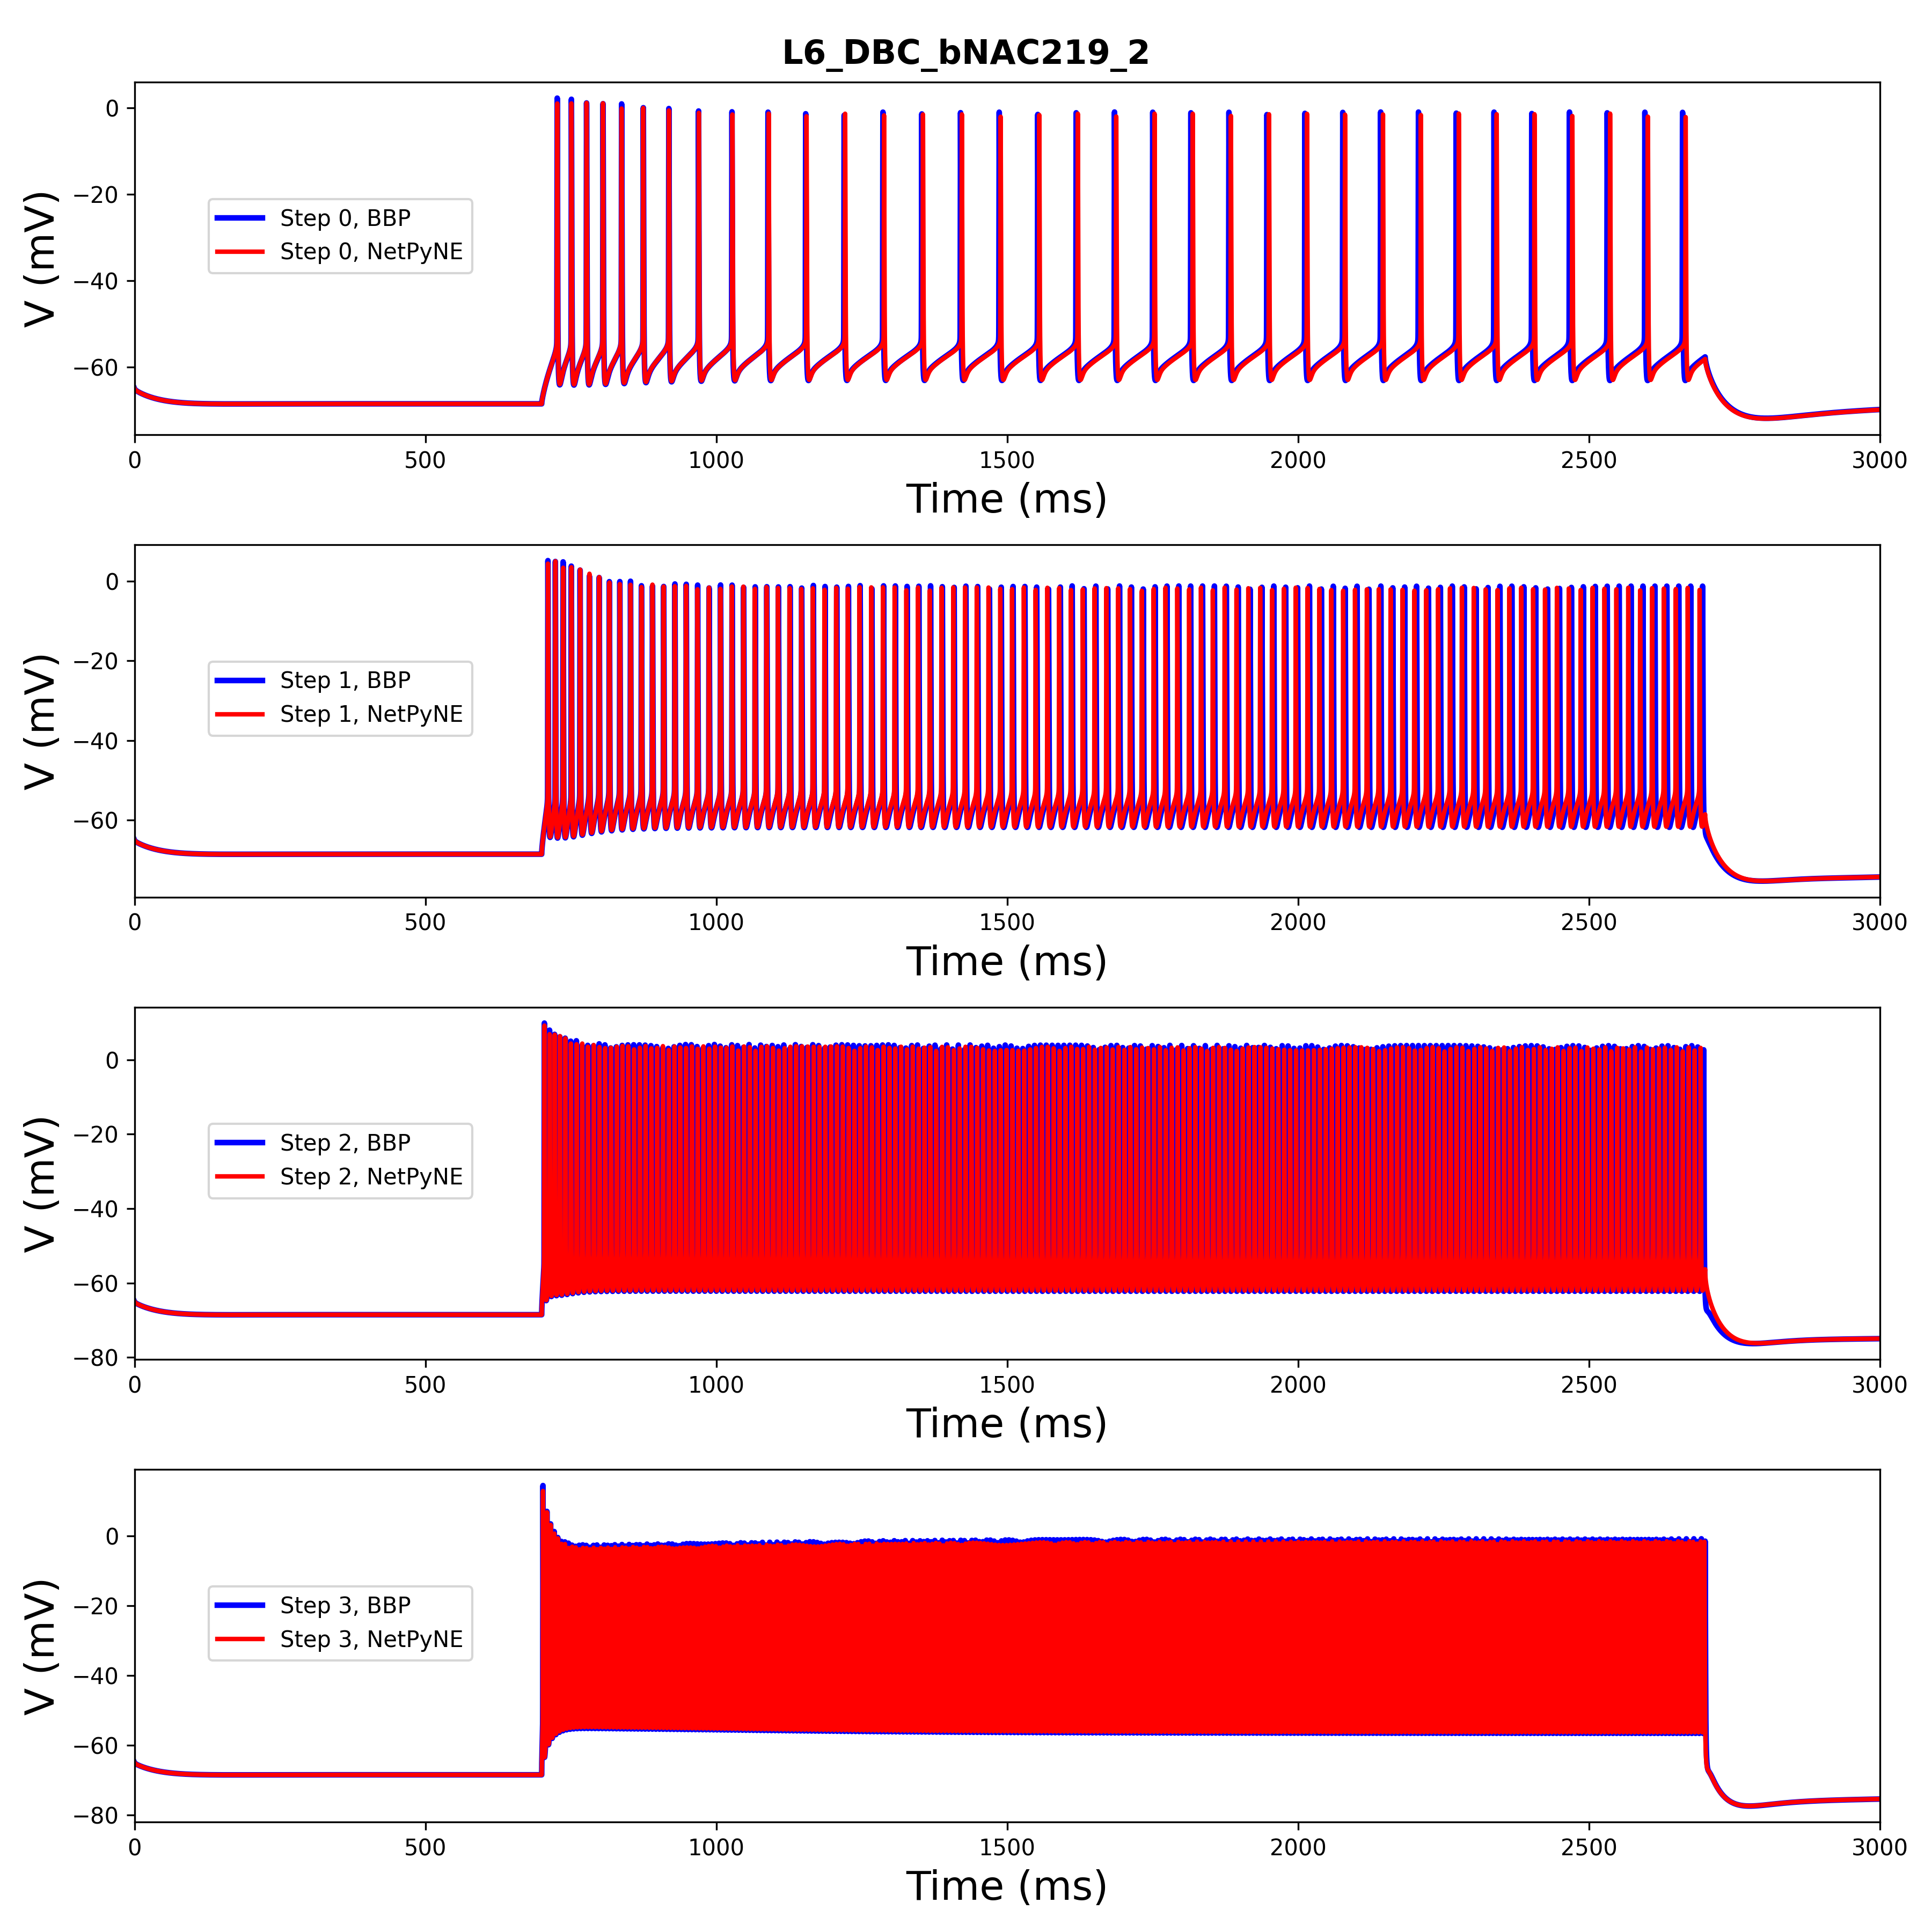 L6_DBC_bNAC219_2
0
−20
−40
−60
V (mV)
Step 0, BBP
Step 0, NetPyNE
0 500 1000 1500 2000 2500 3000
Time (ms)
0
−20
−40
−60
V (mV)
Step 1, BBP
Step 1, NetPyNE
0 500 1000 1500 2000 2500 3000
Time (ms)
0
−20
−40
−60
−80
V (mV)
Step 2, BBP
Step 2, NetPyNE
0 500 1000 1500 2000 2500 3000
Time (ms)
0
−20
−40
−60
−80
V (mV)
Step 3, BBP
Step 3, NetPyNE
0 500 1000 1500 2000 2500 3000
Time (ms)